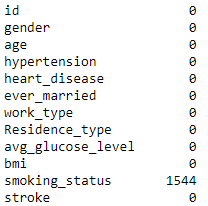 id 0
gender 0
age 0
hypertension 0
heart_disease 0
ever_married 0
work_type 0
Residence_type 0
avg_glucose_level 0
bmi 0
smoking_status 1544
stroke 0